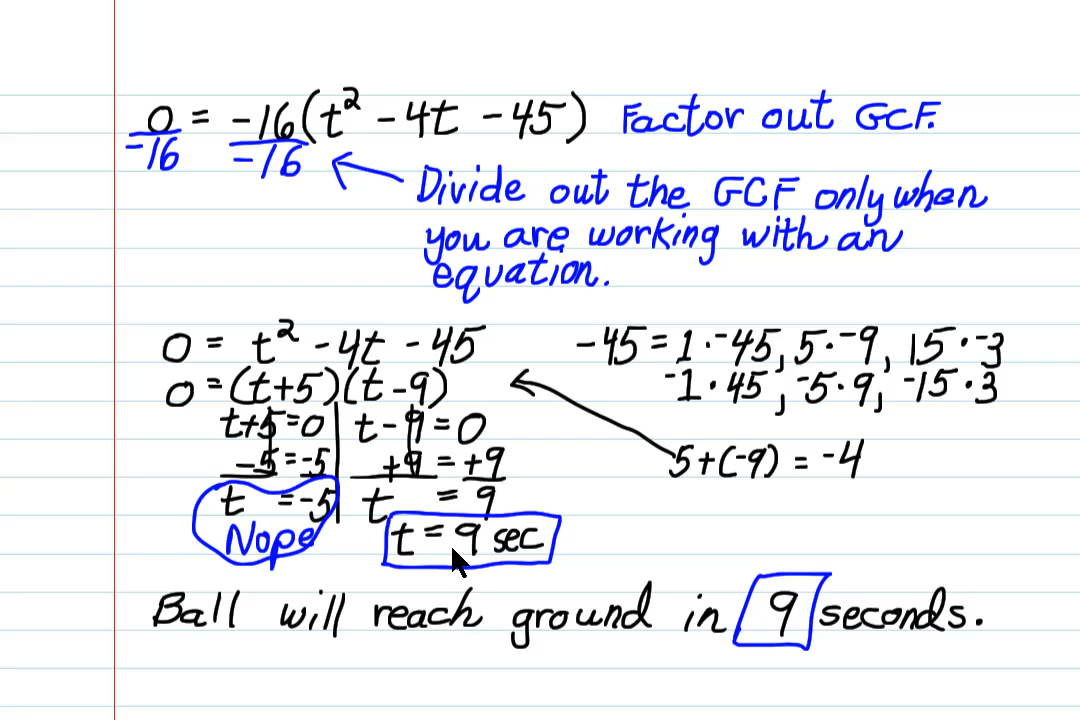 0 = -16(t² - 4t - 45) Factor out GCF.
-16 -16
Divide out the GCF only when
you are working with an
equation.
0 = t² - 4t - 45 -45 = 1·-45, 5·-9, 15·-3
0 = (t+5)(t-9) -1·45, -5·9, -15·3
t+5=0 t-9=0
-5=-5 +9=+9 5+(-9) = -4
t =-5 t = 9
Nope t = 9 sec
Ball will reach ground in 9 seconds.